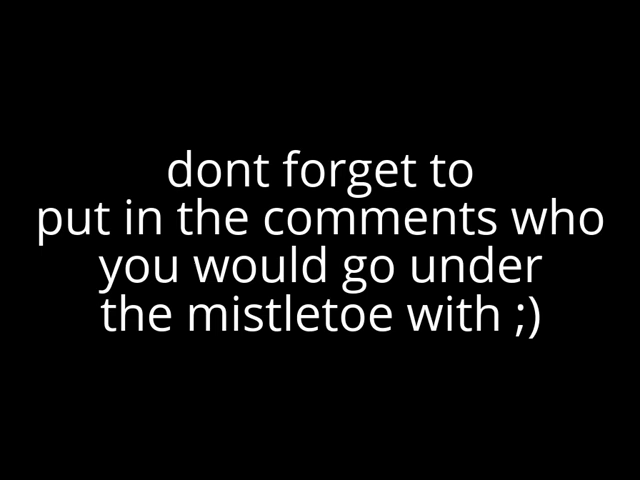 dont forget to
put in the comments who
you would go under
the mistletoe with ;)